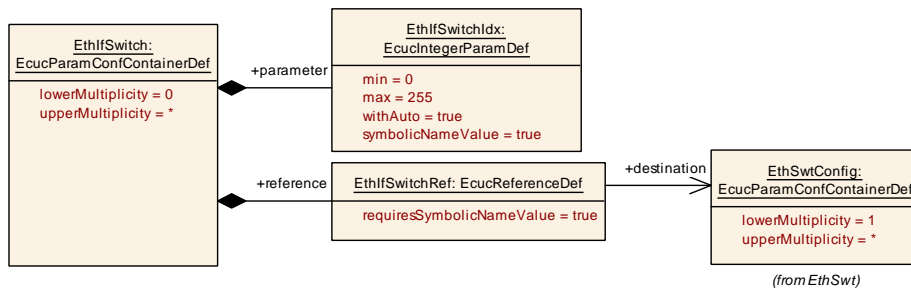 EthIfSwitch:
EcucParamConfContainerDef
lowerMultiplicity = 0
upperMultiplicity = *
+parameter
EthIfSwitchIdx:
EcucIntegerParamDef
min = 0
max = 255
withAuto = true
symbolicNameValue = true
+reference
EthIfSwitchRef: EcucReferenceDef
requiresSymbolicNameValue = true
+destination
EthSwtConfig:
EcucParamConfContainerDef
lowerMultiplicity = 1
upperMultiplicity = *
(from EthSwt)